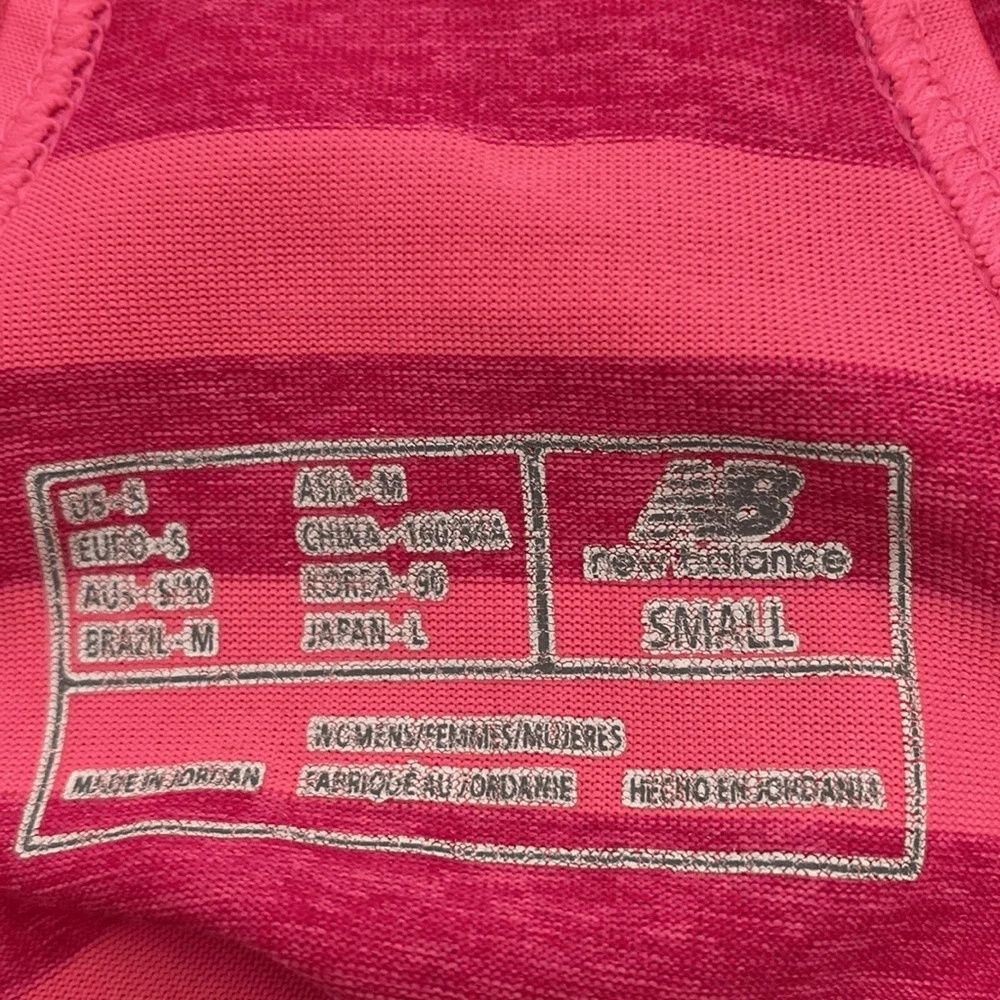 US-S
EURO-S
AUS-S/10
BRAZIL-M
ASIA-M
CHINA-160/84A
KOREA-90
JAPAN-L
NB
new balance
SMALL
WOMENS/FEMMES/MUJERES
MADE IN JORDAN
FABRIQUÉ AU JORDANIE
HECHO EN JORDANIA